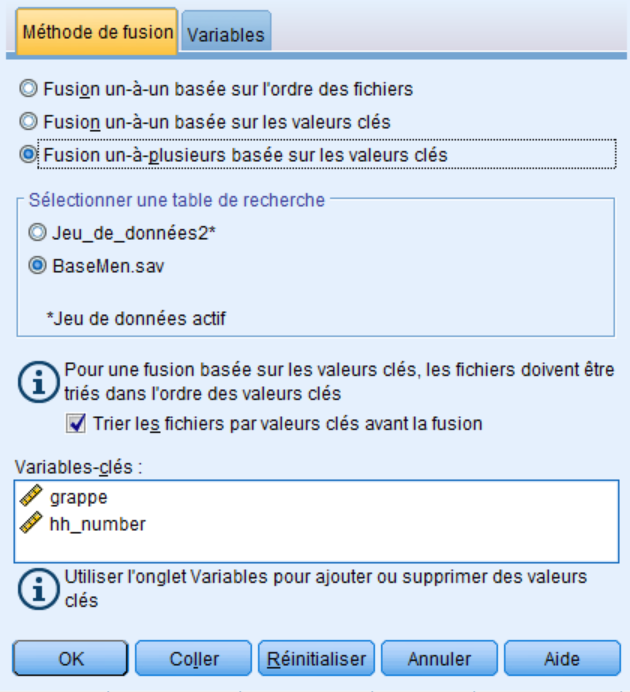 Méthode de fusion
Variables
Fusion un-à-un basée sur l'ordre des fichiers
Fusion un-à-un basée sur les valeurs clés
Fusion un-à-plusieurs basée sur les valeurs clés
Sélectionner une table de recherche
Jeu_de_données2*
BaseMen.sav
*Jeu de données actif
Pour une fusion basée sur les valeurs clés, les fichiers doivent être
triés dans l'ordre des valeurs clés
Trier les fichiers par valeurs clés avant la fusion
Variables-clés :
grappe
hh_number
Utiliser l'onglet Variables pour ajouter ou supprimer des valeurs
clés
OK
Coller
Réinitialiser
Annuler
Aide